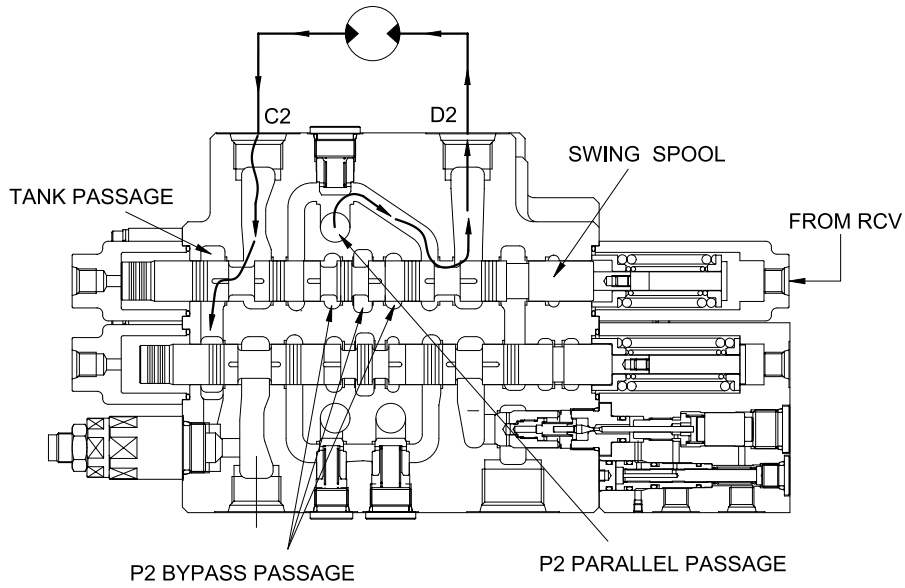 C2
D2
SWING SPOOL
TANK PASSAGE
FROM RCV
P2 BYPASS PASSAGE
P2 PARALLEL PASSAGE